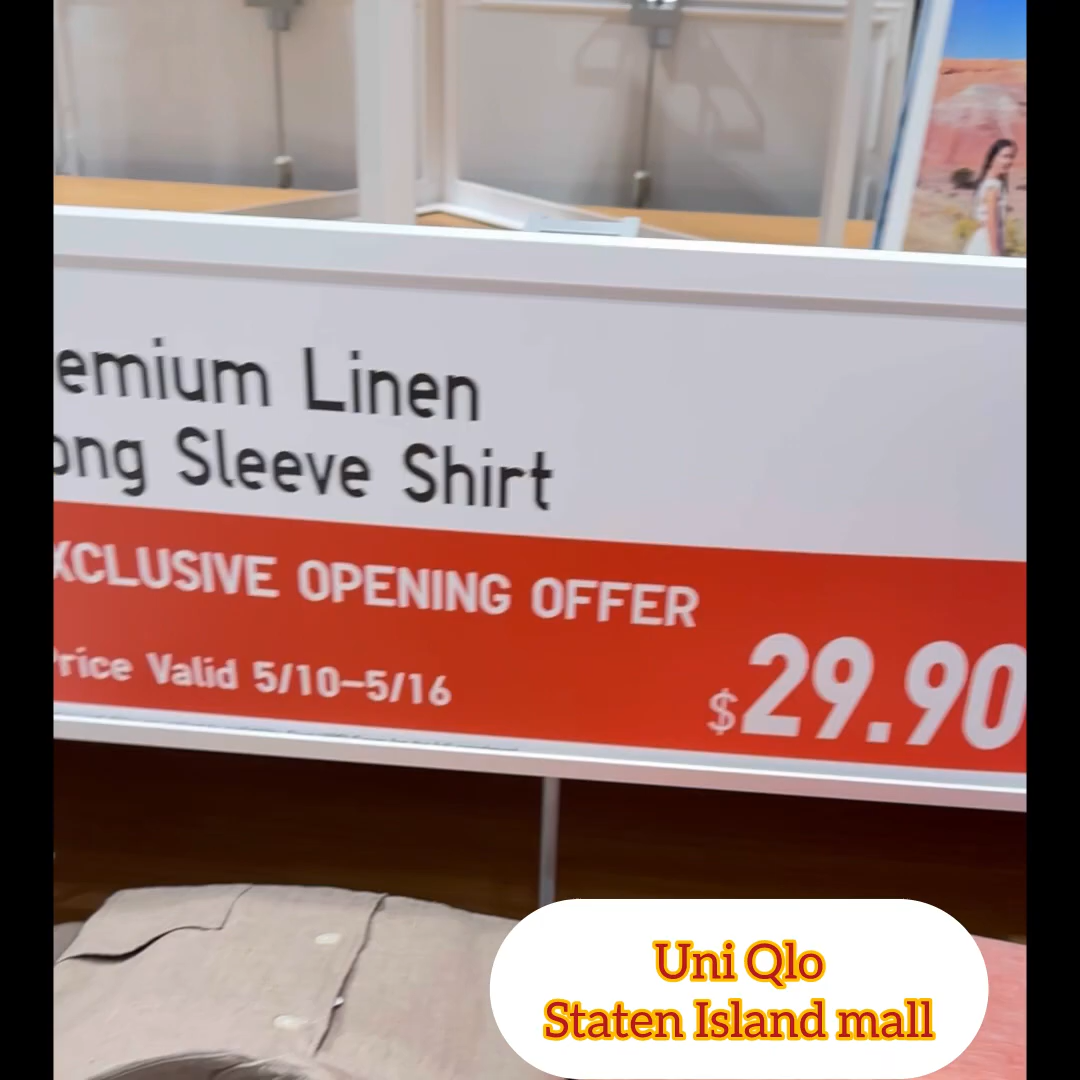 emium Linen
ong Sleeve Shirt
XCLUSIVE OPENING OFFER
rice Valid 5/10–5/16
$29.90
Uni Qlo
Staten Island mall